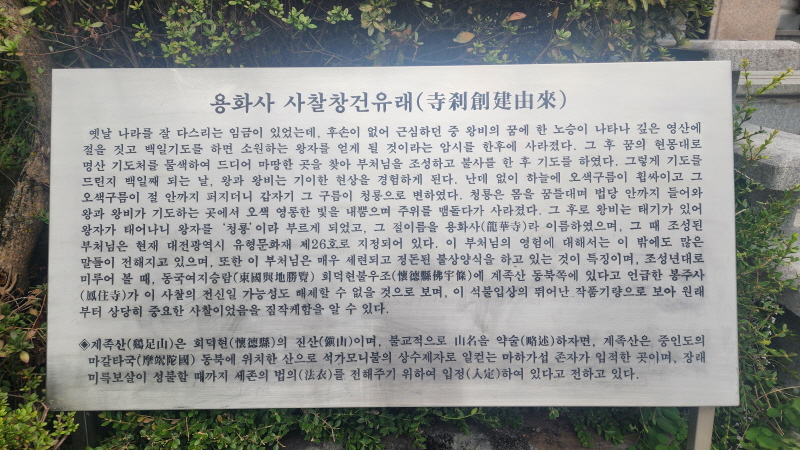 용화사 사찰창건유래(寺刹創建由來)
옛날 나라를 잘 다스리는 임금이 있었는데, 후손이 없어 근심하던 중 왕비의 꿈에 한 노승이 나타나 깊은 영산에
절을 짓고 백일기도를 하면 소원하는 왕자를 얻게 될 것이라는 암시를 한후에 사라졌다. 그 후 꿈의 현몽대로
명산 기도처를 물색하여 드디어 마땅한 곳을 찾아 부처님을 조성하고 불사를 한 후 기도를 하였다. 그렇게 기도를
드린지 백일째 되는 날, 왕과 왕비는 기이한 현상을 경험하게 된다. 난데 없이 하늘에 오색구름이 휩싸이고 그
오색구름이 절 안까지 퍼지더니 갑자기 그 구름이 청룡으로 변하였다. 청룡은 몸을 꿈틀대며 법당 안까지 들어와
왕과 왕비가 기도하는 곳에서 오색 영롱한 빛을 내뿜으며 주위를 맴돌다가 사라졌다. 그 후로 왕비는 태기가 있어
왕자가 태어나니 왕자를 '청룡'이라 부르게 되었고, 그 절이름을 용화사(龍華寺)라 이름하였으며, 그 때 조성된
부처님은 현재 대전광역시 유형문화재 제26호로 지정되어 있다. 이 부처님의 영험에 대해서는 이 밖에도 많은
말들이 전해지고 있으며, 또한 이 부처님은 매우 세련되고 정돈된 불상양식을 하고 있는 것이 특징이며, 조성년대로
미루어 볼 때, 동국여지승람(東國與地勝覽) 회덕현불우조(懷德縣佛宇條)에 계족산 동북쪽에 있다고 언급한 봉주사
(鳳住寺)가 이 사찰의 전신일 가능성도 배제할 수 없을 것으로 보며, 이 석불입상의 뛰어난 작품기량으로 보아 원래
부터 상당히 중요한 사찰이었음을 짐작케함을 알 수 있다.
◈계족산(鷄足山)은 회덕현(懷德縣)의 진산(鎭山)이며, 불교적으로 山名을 약술(略述)하자면, 계족산은 중인도의
마갈타국(摩竭陀國) 동북에 위치한 산으로 석가모니불의 상수제자로 일컫는 마하가섭 존자가 입적한 곳이며, 장래
미륵보살이 성불할 때까지 세존의 법의(法衣)를 전해주기 위하여 입정(入定)하여 있다고 전하고 있다.